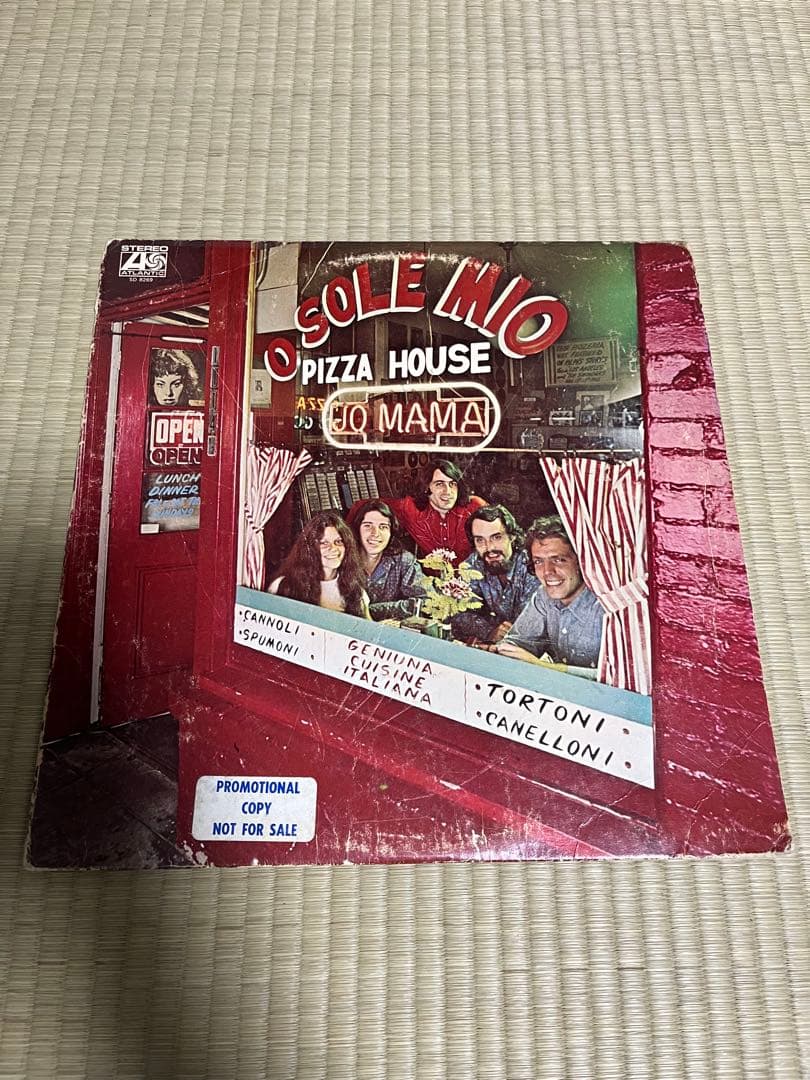 STEREO
ATLANTIC
SD 8269
O SOLE MIO
PIZZA HOUSE
JO MAMA
OPEN
OPEN
LUNCH
DINNER
•CANNOLI •
•SPUMONI •
GENIUNA
CUISINE
ITALIANA
•TORTONI •
•CANELLONI •
PROMOTIONAL
COPY
NOT FOR SALE